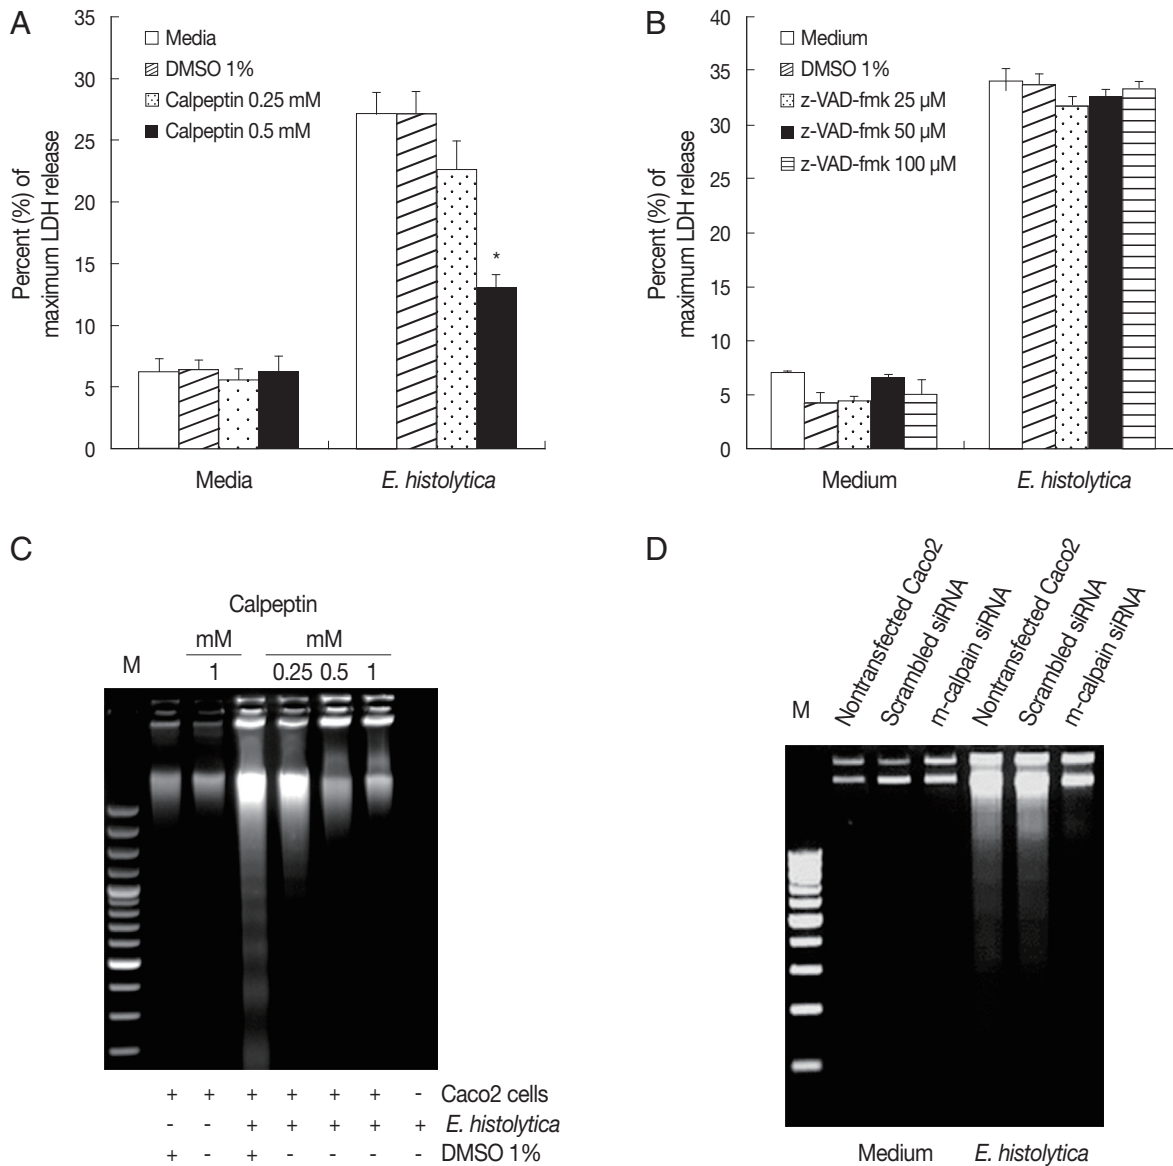 A
Percent (%) of
maximum LDH release
35
30
25
20
15
10
5
0
Media
DMSO 1%
Calpeptin 0.25 mM
Calpeptin 0.5 mM
*
Media
E. histolytica
B
Percent (%) of
maximum LDH release
40
35
30
25
20
15
10
5
0
Medium
DMSO 1%
z-VAD-fmk 25 μM
z-VAD-fmk 50 μM
z-VAD-fmk 100 μM
Medium
E. histolytica
C
Calpeptin
mM mM
M 1 0.25 0.5 1
+ + + + + + - Caco2 cells
- - + + + + + E. histolytica
+ - + - - - - DMSO 1%
D
M
Nontransfected Caco2
Scrambled siRNA
m-calpain siRNA
Nontransfected Caco2
Scrambled siRNA
m-calpain siRNA
Medium E. histolytica